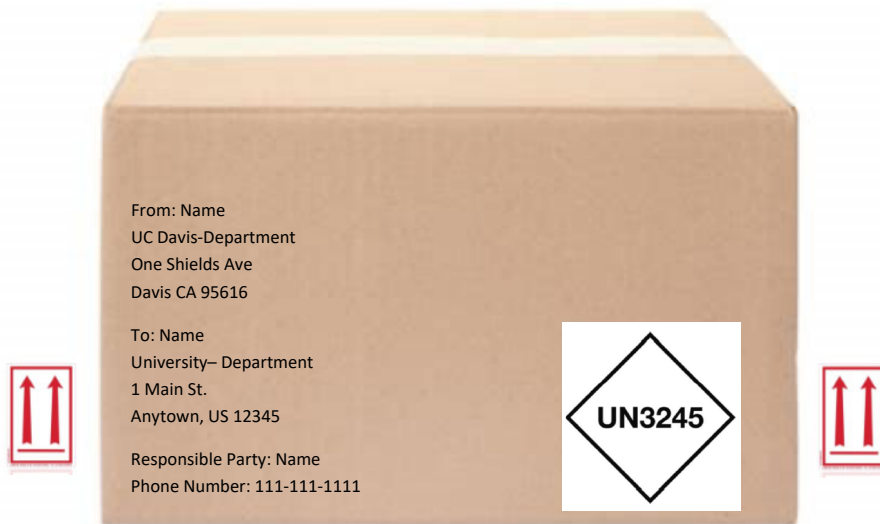 From: Name
UC Davis-Department
One Shields Ave
Davis CA 95616
To: Name
University– Department
1 Main St.
Anytown, US 12345
Responsible Party: Name
Phone Number: 111-111-1111
UN3245